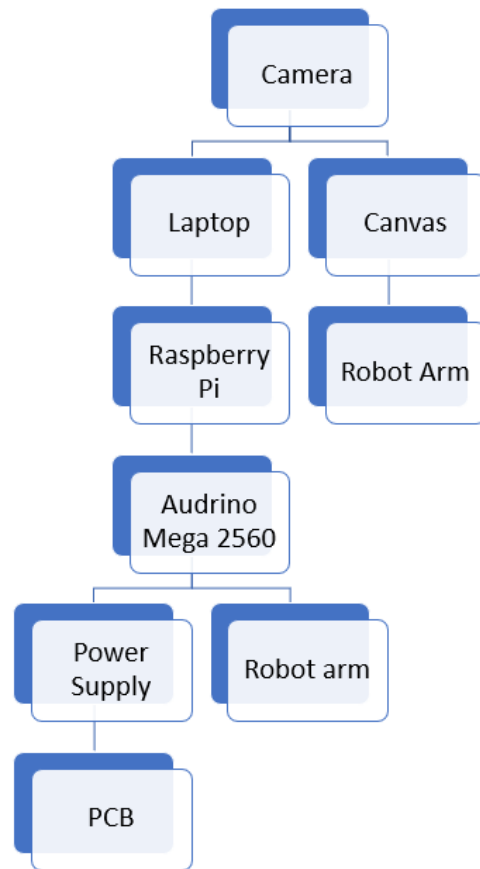 Camera
Laptop
Canvas
Raspberry
Pi
Robot Arm
Audrino
Mega 2560
Power
Supply
Robot arm
PCB